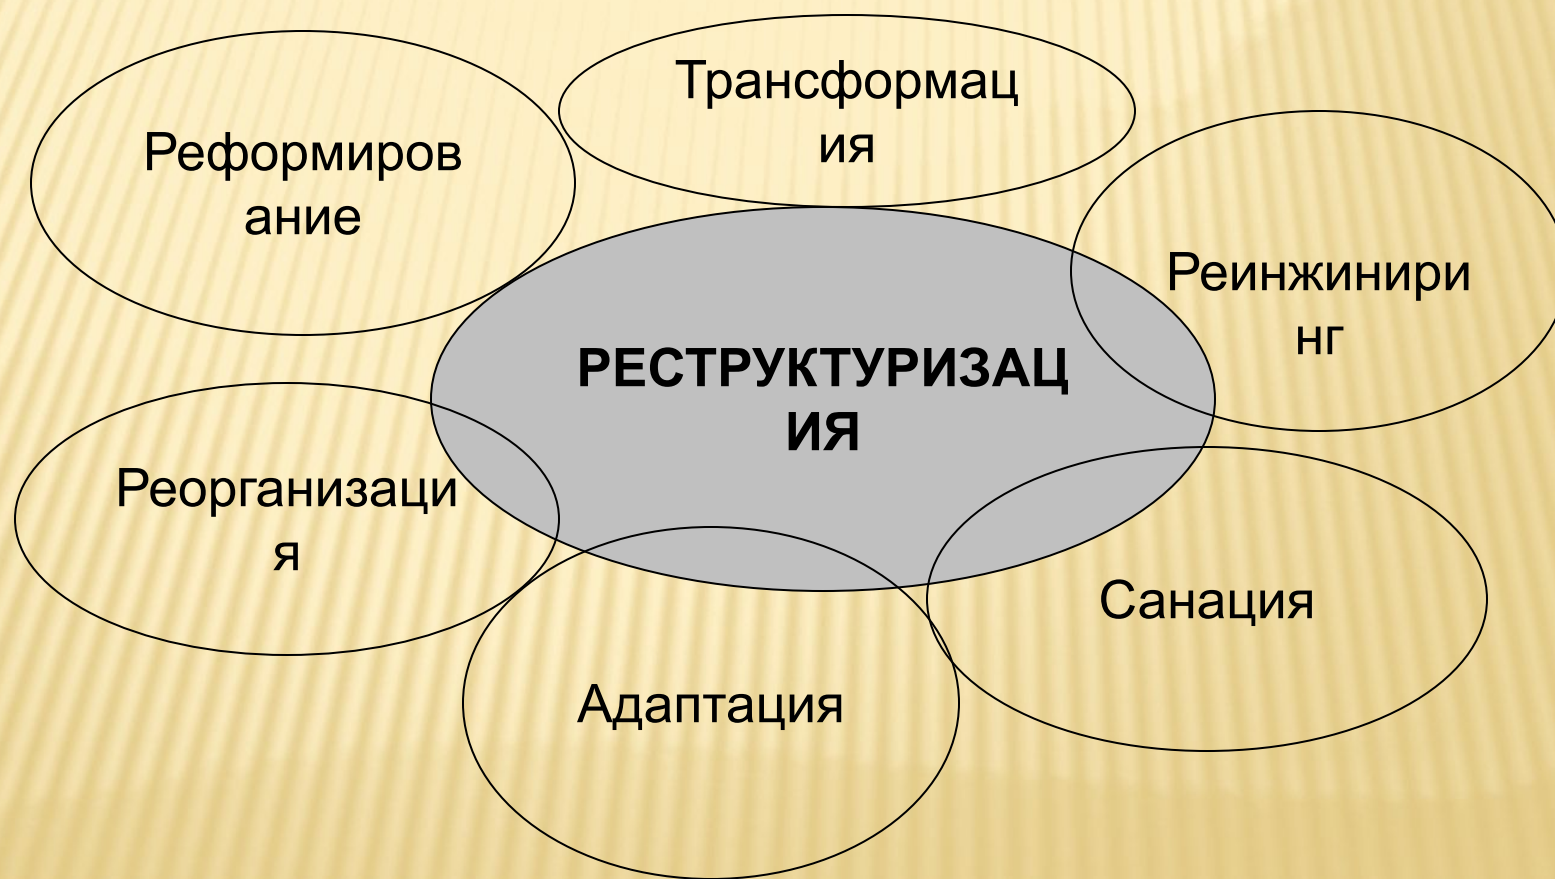 Трансформац
ия
Реформиров
ание
Реинжинири
нг
РЕСТРУКТУРИЗАЦ
ИЯ
Реорганизаци
я
Санация
Адаптация